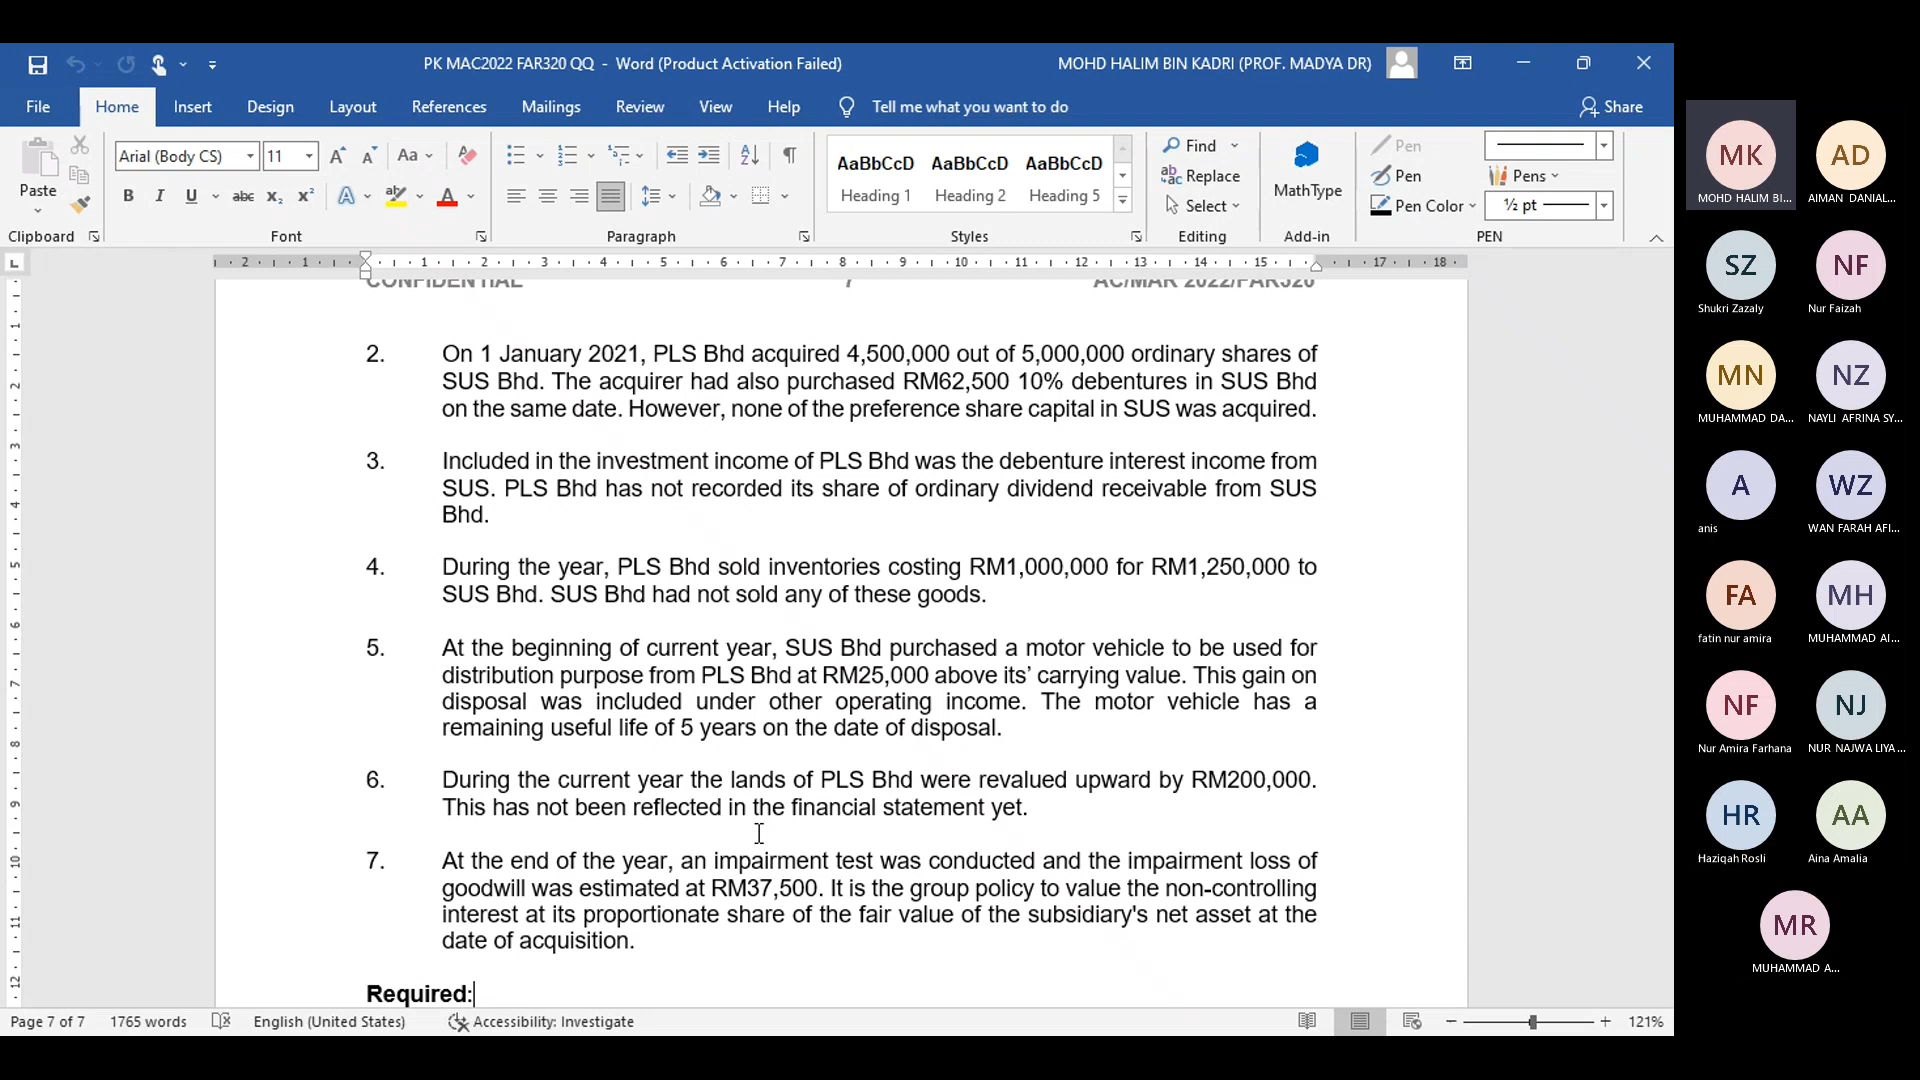 PK MAC2022 FAR320 QQ - Word (Product Activation Failed)
MOHD HALIM BIN KADRI (PROF. MADYA DR)
File Home Insert Design Layout References Mailings Review View Help Tell me what you want to do Share
Arial (Body CS) 11
Paste
Clipboard
Font
Paragraph
AaBbCcD AaBbCcD AaBbCcD
Heading 1 Heading 2 Heading 5
Styles
Find
Replace
Select
Editing
MathType
Add-in
Pen
Pen
Pen Color
Pens
½ pt
PEN
CONFIDENTIAL 7 AC/MAR 2022/FAR320
2. On 1 January 2021, PLS Bhd acquired 4,500,000 out of 5,000,000 ordinary shares of
SUS Bhd. The acquirer had also purchased RM62,500 10% debentures in SUS Bhd
on the same date. However, none of the preference share capital in SUS was acquired.
3. Included in the investment income of PLS Bhd was the debenture interest income from
SUS. PLS Bhd has not recorded its share of ordinary dividend receivable from SUS
Bhd.
4. During the year, PLS Bhd sold inventories costing RM1,000,000 for RM1,250,000 to
SUS Bhd. SUS Bhd had not sold any of these goods.
5. At the beginning of current year, SUS Bhd purchased a motor vehicle to be used for
distribution purpose from PLS Bhd at RM25,000 above its’ carrying value. This gain on
disposal was included under other operating income. The motor vehicle has a
remaining useful life of 5 years on the date of disposal.
6. During the current year the lands of PLS Bhd were revalued upward by RM200,000.
This has not been reflected in the financial statement yet.
7. At the end of the year, an impairment test was conducted and the impairment loss of
goodwill was estimated at RM37,500. It is the group policy to value the non-controlling
interest at its proportionate share of the fair value of the subsidiary's net asset at the
date of acquisition.
Required:
Page 7 of 7 1765 words English (United States) Accessibility: Investigate 121%
MK AD
MOHD HALIM BI... AIMAN DANIAL...
SZ NF
Shukri Zazaly Nur Faizah
MN NZ
MUHAMMAD DA... NAYLI AFRINA SY...
A WZ
anis WAN FARAH AFI...
FA MH
fatin nur amira MUHAMMAD AI...
NF NJ
Nur Amira Farhana NUR NAJWA LIYA...
HR AA
Haziqah Rosli Aina Amalia
MR
MUHAMMAD A...